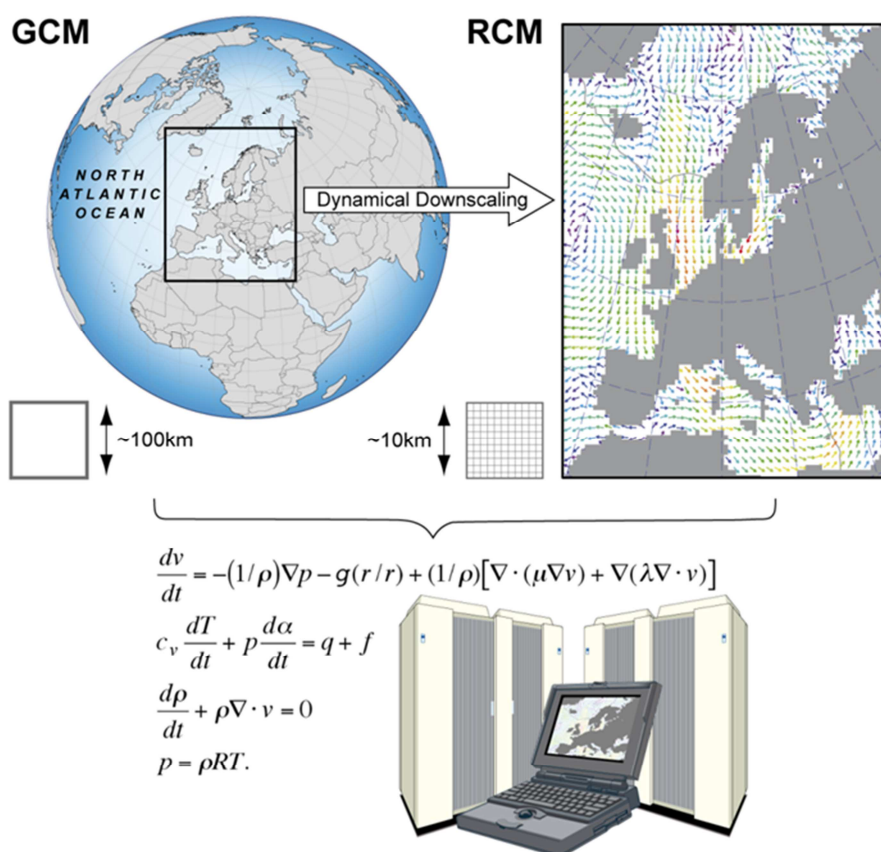 GCM
RCM
NORTH
ATLANTIC
OCEAN
Dynamical Downscaling
~100km
~10km
dv/dt = -(1/ρ)∇p - g(r/r) + (1/ρ)[∇·(μ∇v) + ∇(λ∇·v)]
c_v dT/dt + p dα/dt = q + f
dρ/dt + ρ∇·v = 0
p = ρRT.